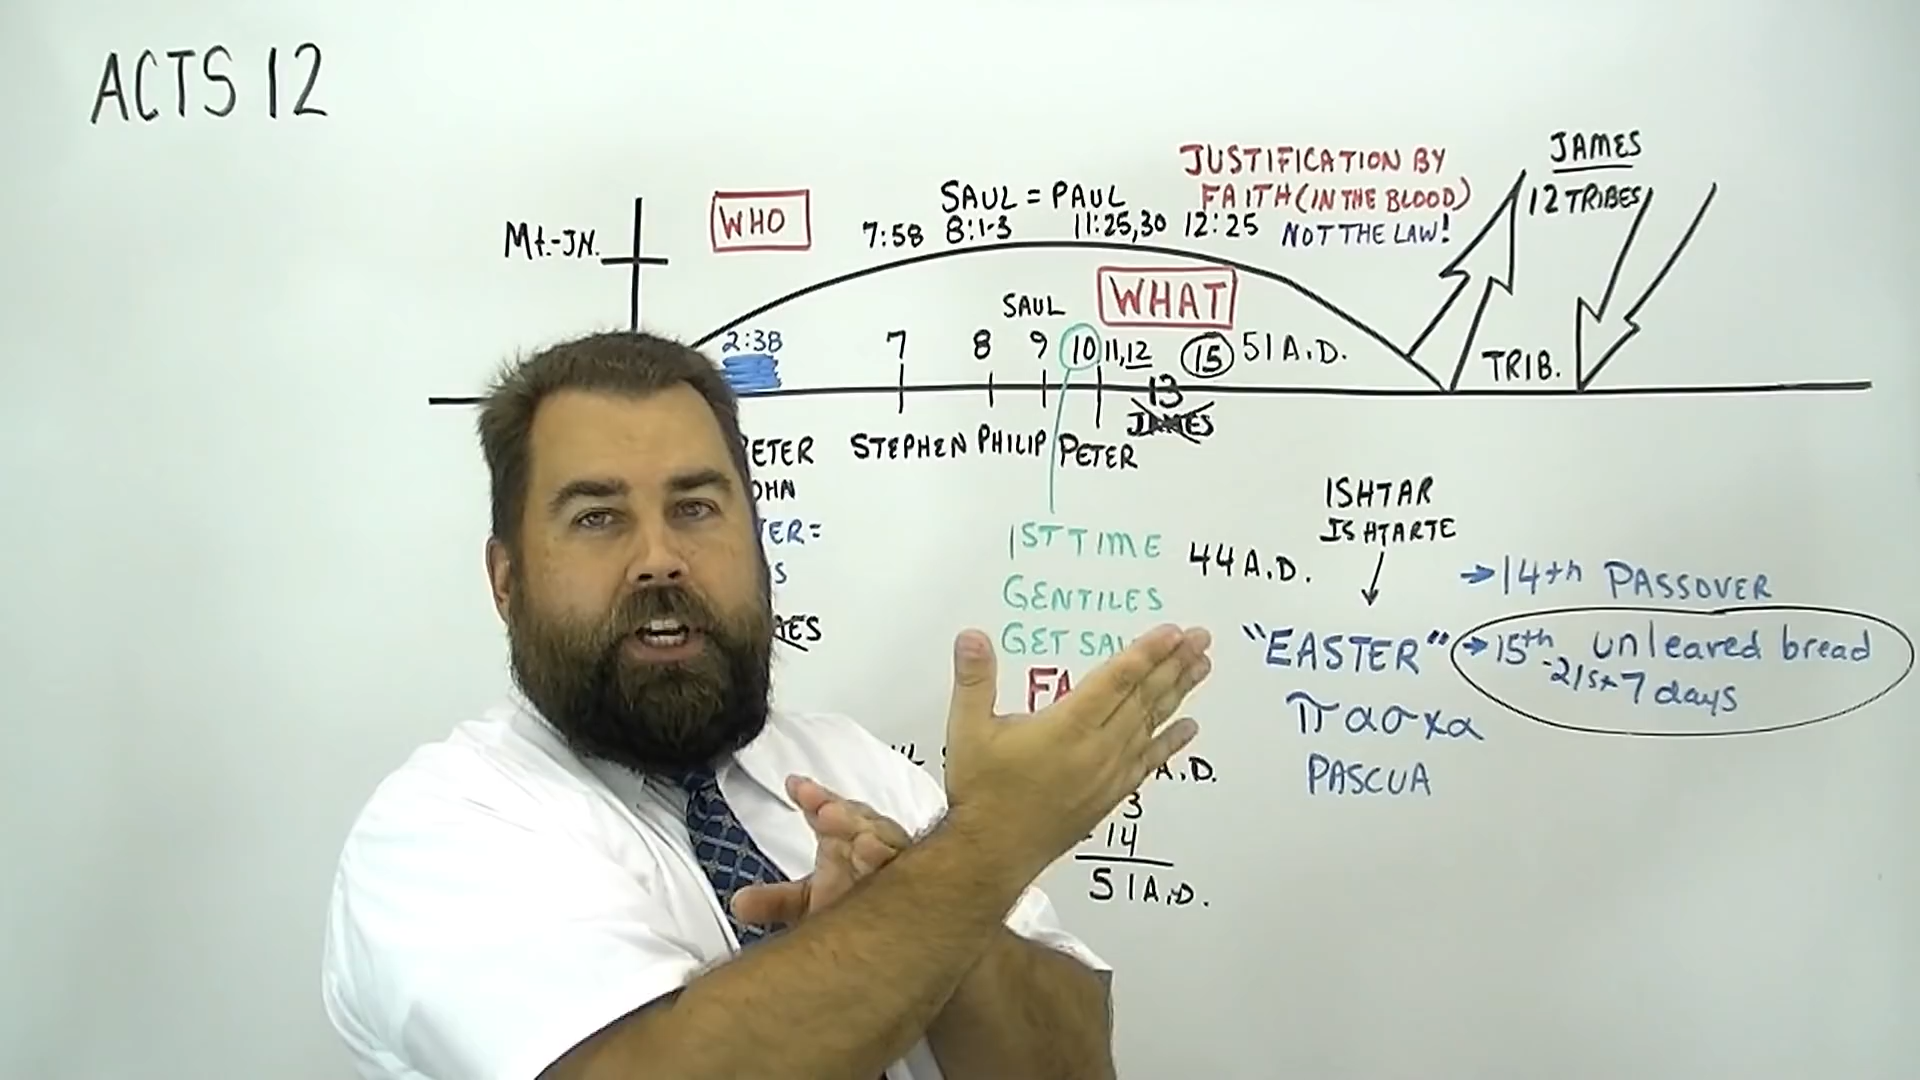 ACTS 12
JAMES
12 TRIBES
JUSTIFICATION BY
FAITH (IN THE BLOOD)
NOT THE LAW!
SAUL = PAUL
7:58 8:1-3 11:25,30 12:25
WHO
Mt.-JN.
WHAT
SAUL
2:38
7 8 9 10 11,12 15 51 A.D.
13
TRIB.
JAMES
STEPHEN PHILIP PETER
ISHTAR
ISHTARTE
1ST TIME
GENTILES
GET
44 A.D.
"EASTER"
πασχα
PASCUA
→14th PASSOVER
→15th unleared bread
-21st 7 days
A.D.
3
14
51 A.D.